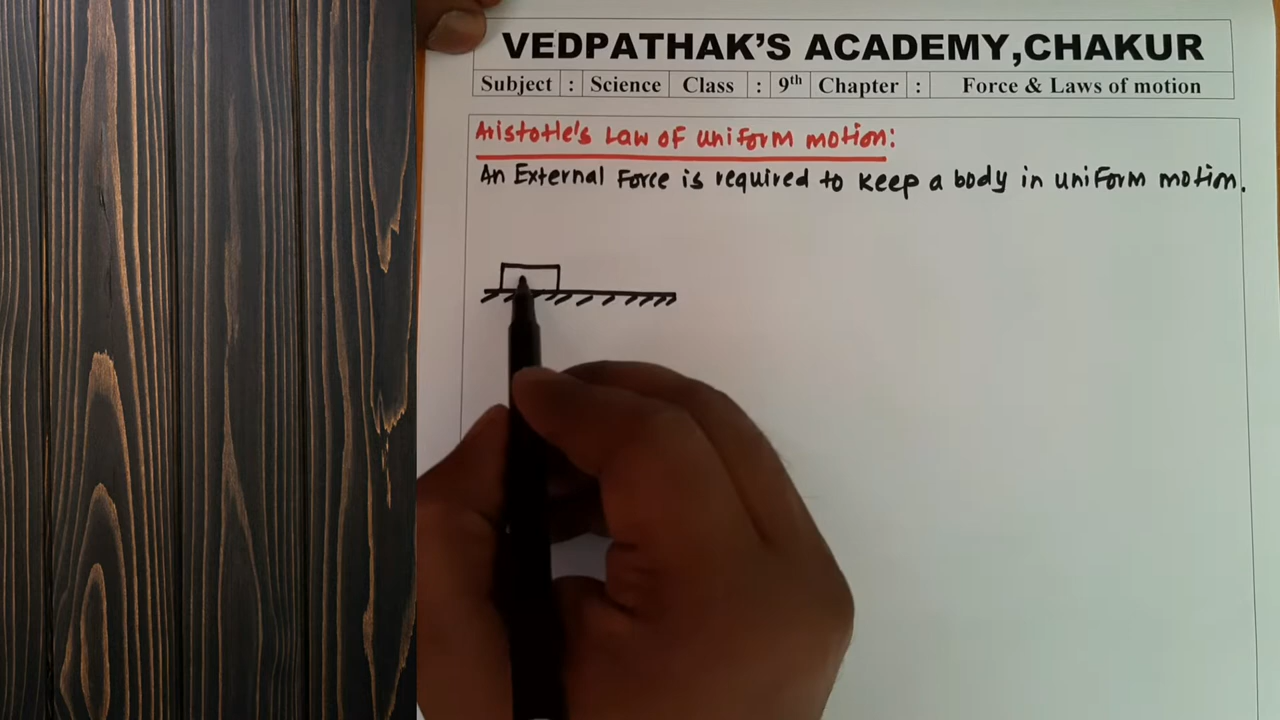 VEDPATHAK'S ACADEMY,CHAKUR
Subject : Science Class : 9th Chapter : Force & Laws of motion
Aristotle's Law of uniform motion:
An External Force is required to keep a body in uniform motion.